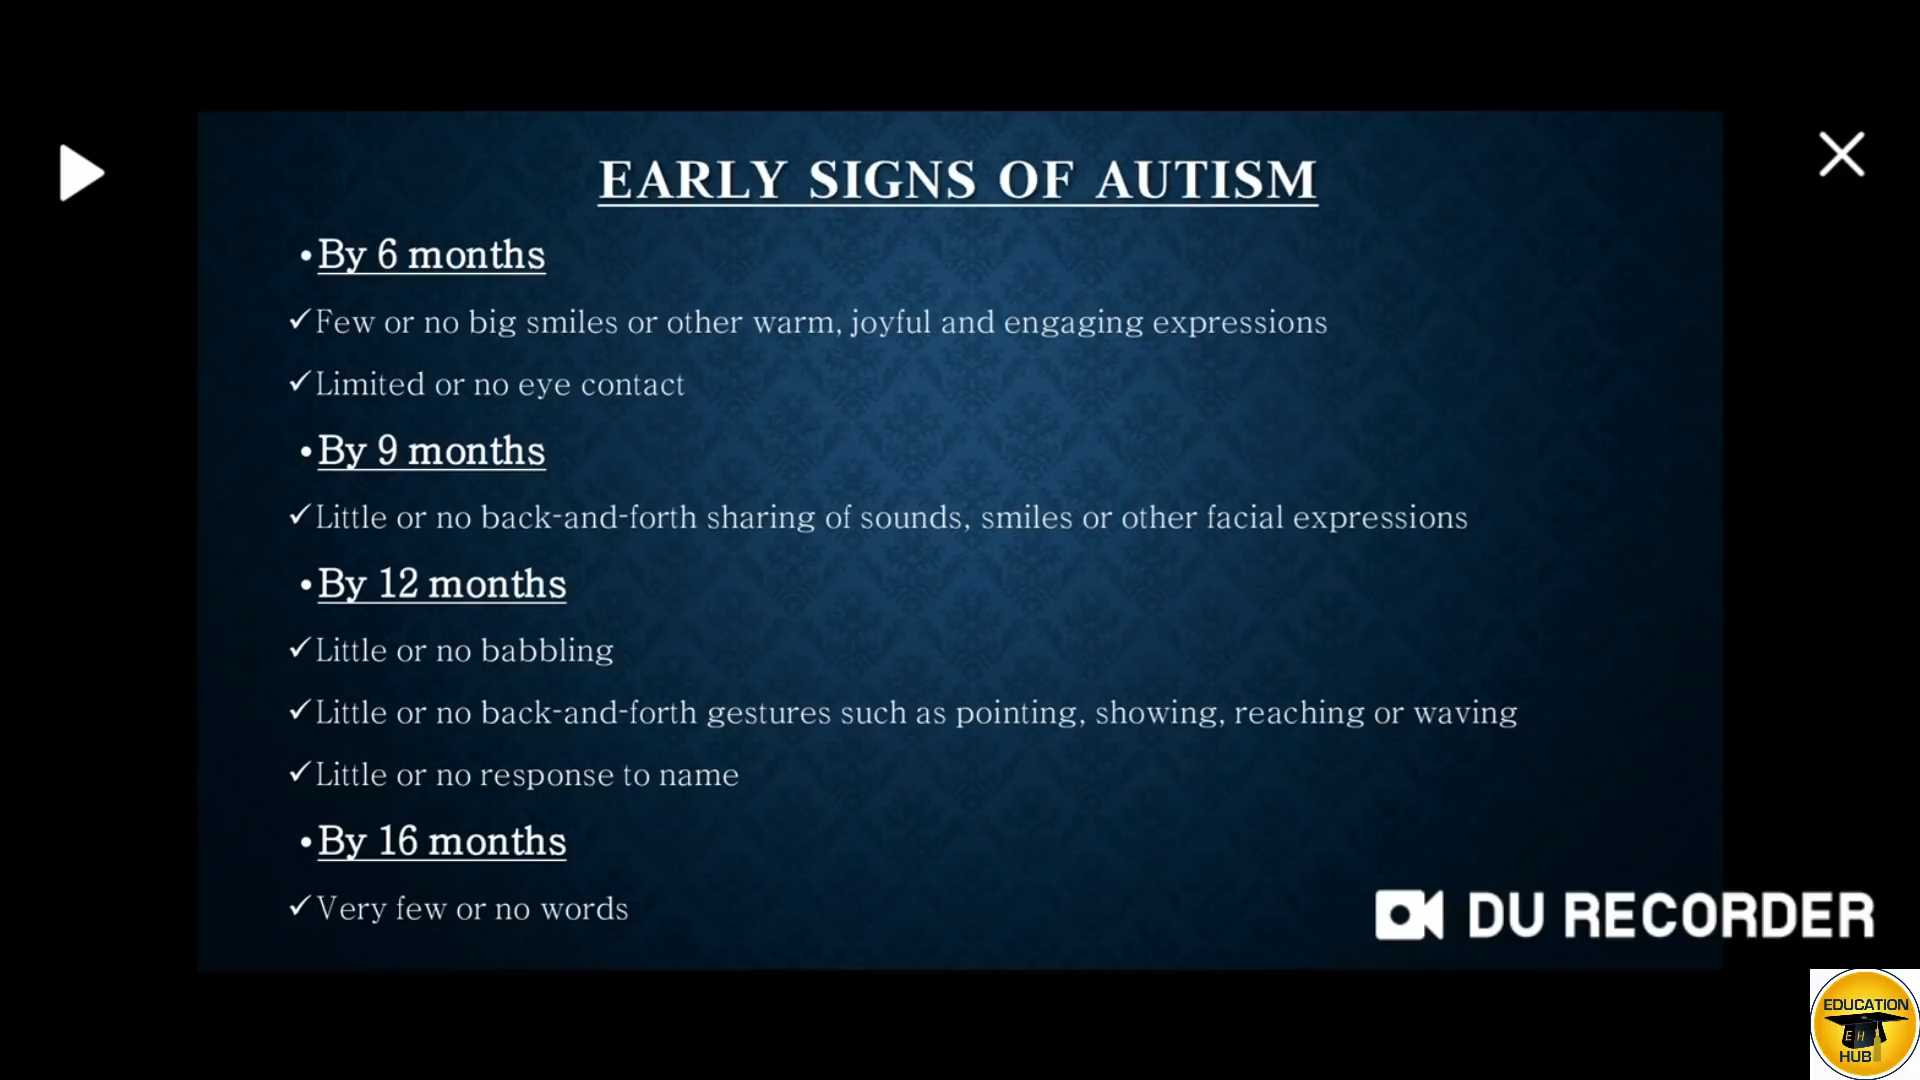 EARLY SIGNS OF AUTISM
•By 6 months
✓Few or no big smiles or other warm, joyful and engaging expressions
✓Limited or no eye contact
•By 9 months
✓Little or no back-and-forth sharing of sounds, smiles or other facial expressions
•By 12 months
✓Little or no babbling
✓Little or no back-and-forth gestures such as pointing, showing, reaching or waving
✓Little or no response to name
•By 16 months
✓Very few or no words
DU RECORDER
EDUCATION
E H
HUB